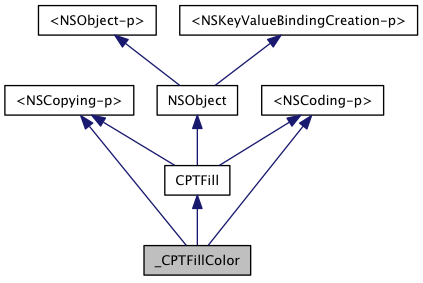 <NSObject-p>
<NSKeyValueBindingCreation-p>
<NSCopying-p>
NSObject
<NSCoding-p>
CPTFill
_CPTFillColor